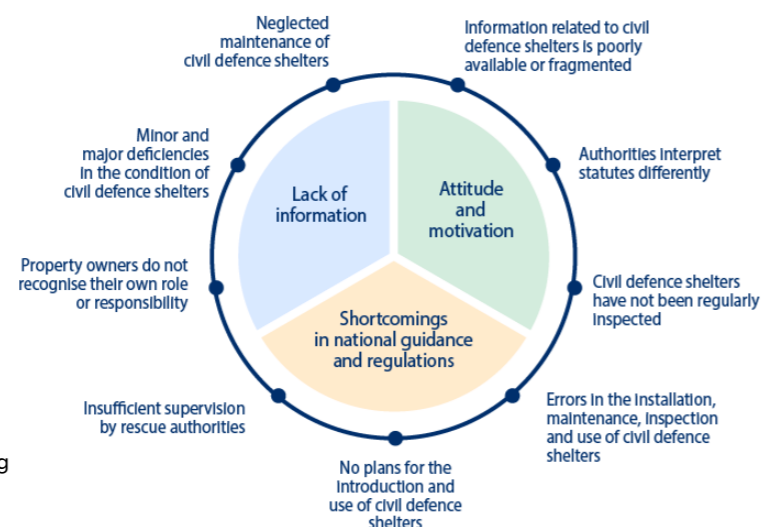 Neglected
maintenance of
civil defence shelters
Information related to civil
defence shelters is poorly
available or fragmented
Minor and
major deficiencies
in the condition of
civil defence shelters
Authorities interpret
statutes differently
Lack of
information
Attitude
and
motivation
Property owners do not
recognise their own role
or responsibility
Civil defence shelters
have not been regularly
inspected
Shortcomings
in national guidance
and regulations
Insufficient supervision
by rescue authorities
Errors in the installation,
maintenance, inspection
and use of civil defence
shelters
g
No plans for the
introduction and
use of civil defence
shelters